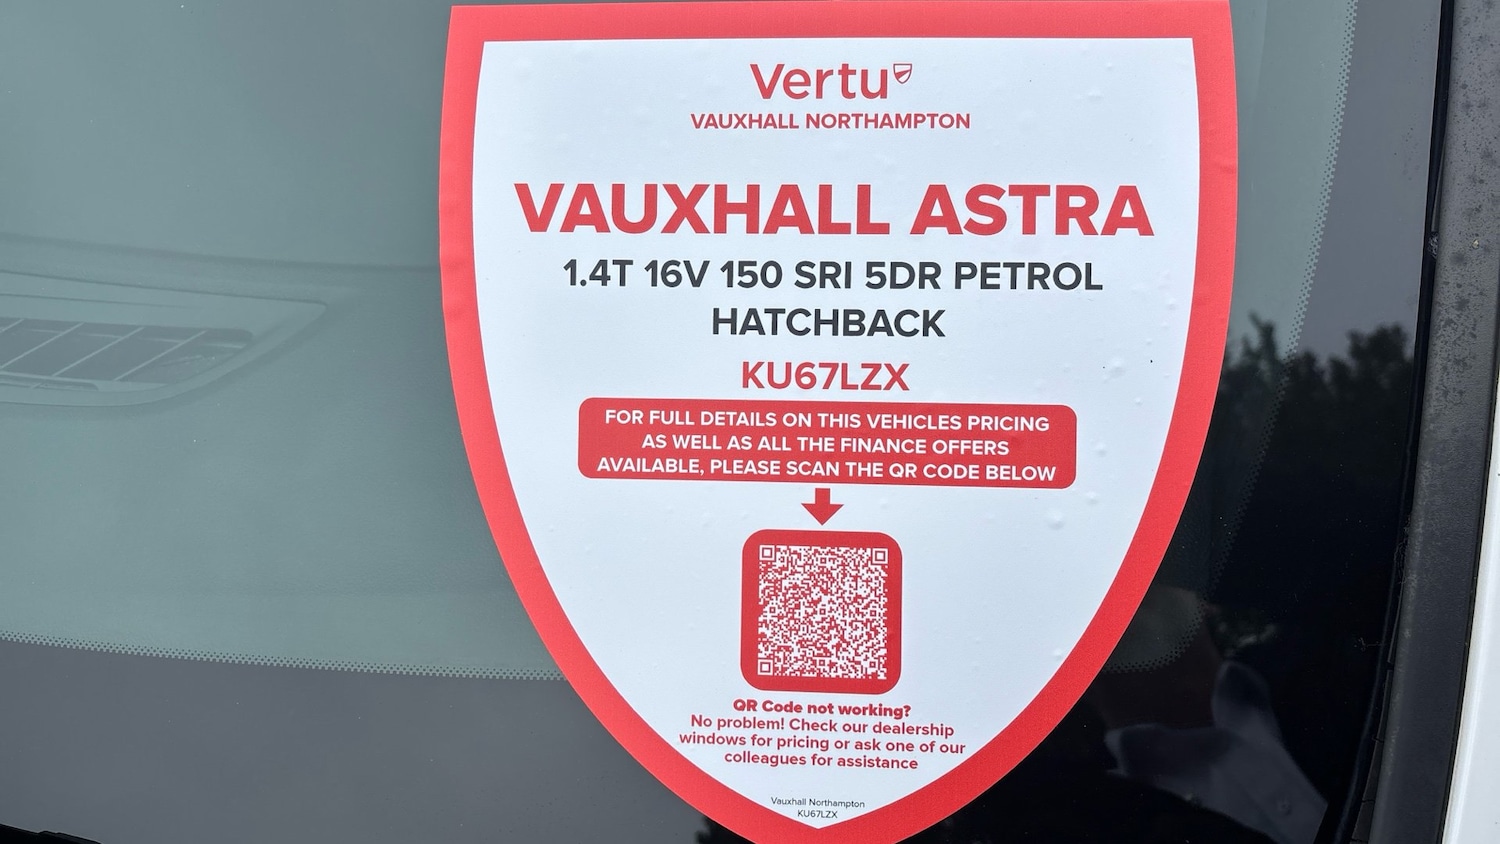 Vertu
VAUXHALL NORTHAMPTON
VAUXHALL ASTRA
1.4T 16V 150 SRI 5DR PETROL
HATCHBACK
KU67LZX
FOR FULL DETAILS ON THIS VEHICLES PRICING
AS WELL AS ALL THE FINANCE OFFERS
AVAILABLE, PLEASE SCAN THE QR CODE BELOW
QR Code not working?
No problem! Check our dealership
windows for pricing or ask one of our
colleagues for assistance
Vauxhall Northampton
KU67LZX